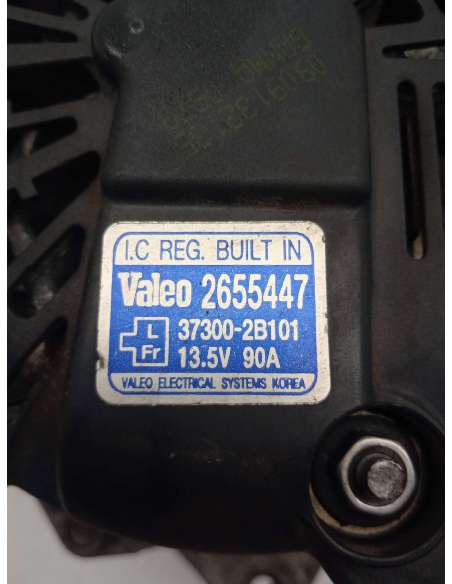 I.C REG. BUILT IN
Valeo 2655447
L
Fr
37300-2B101
13.5V 90A
VALEO ELECTRICAL SYSTEMS KOREA